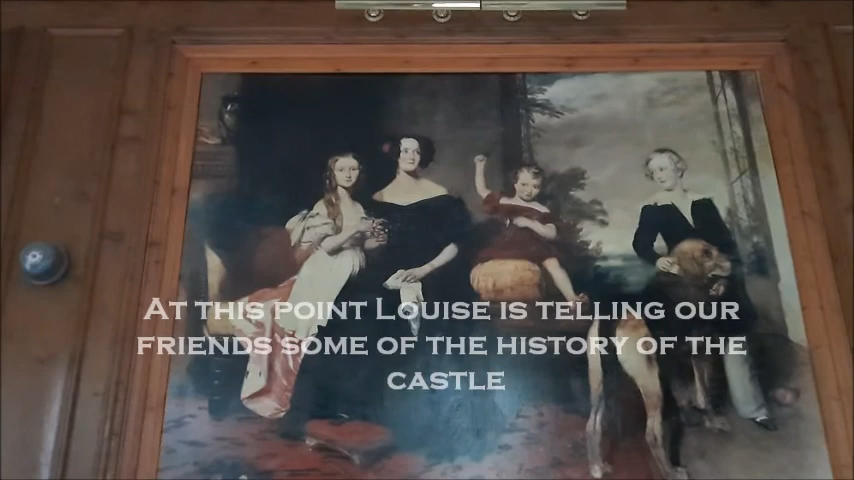 At this point Louise is telling our
friends some of the history of the
castle